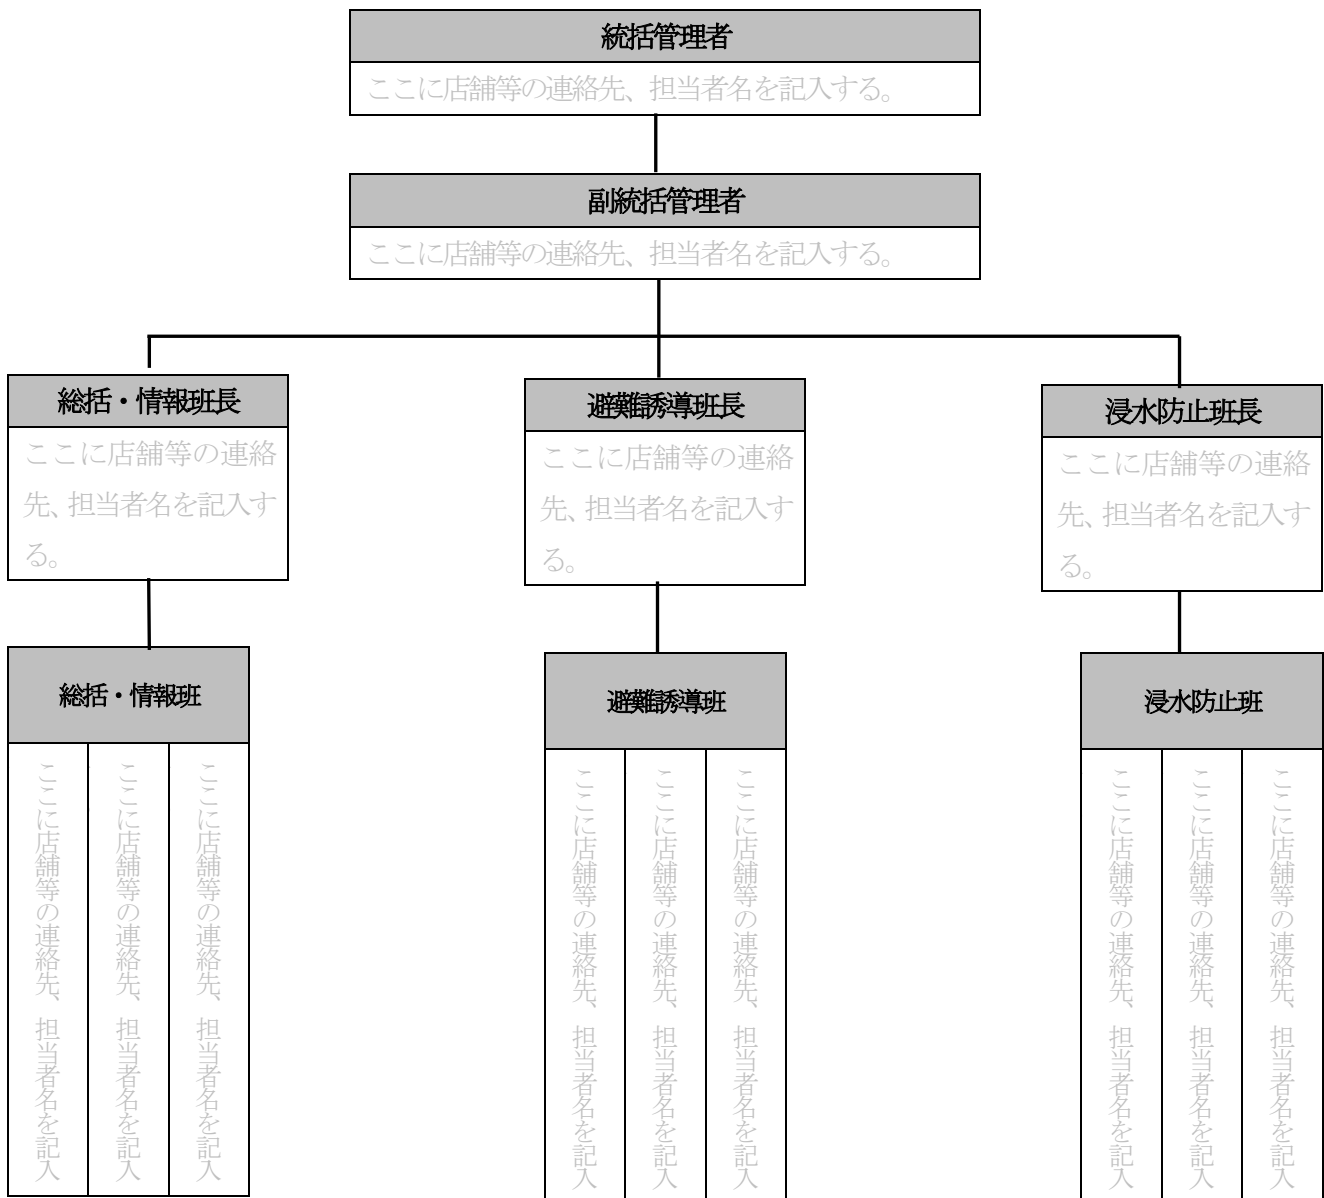 統括管理者
ここに店舗等の連絡先、担当者名を記入する。
副統括管理者
ここに店舗等の連絡先、担当者名を記入する。
総括・情報班長
ここに店舗等の連絡
先、担当者名を記入す
る。
避難誘導班長
ここに店舗等の連絡
先、担当者名を記入す
る。
浸水防止班長
ここに店舗等の連絡
先、担当者名を記入す
る。
総括・情報班
ここに店舗等の連絡先、担当者名を記入
ここに店舗等の連絡先、担当者名を記入
ここに店舗等の連絡先、担当者名を記入
避難誘導班
ここに店舗等の連絡先、担当者名を記入
ここに店舗等の連絡先、担当者名を記入
ここに店舗等の連絡先、担当者名を記入
浸水防止班
ここに店舗等の連絡先、担当者名を記入
ここに店舗等の連絡先、担当者名を記入
ここに店舗等の連絡先、担当者名を記入